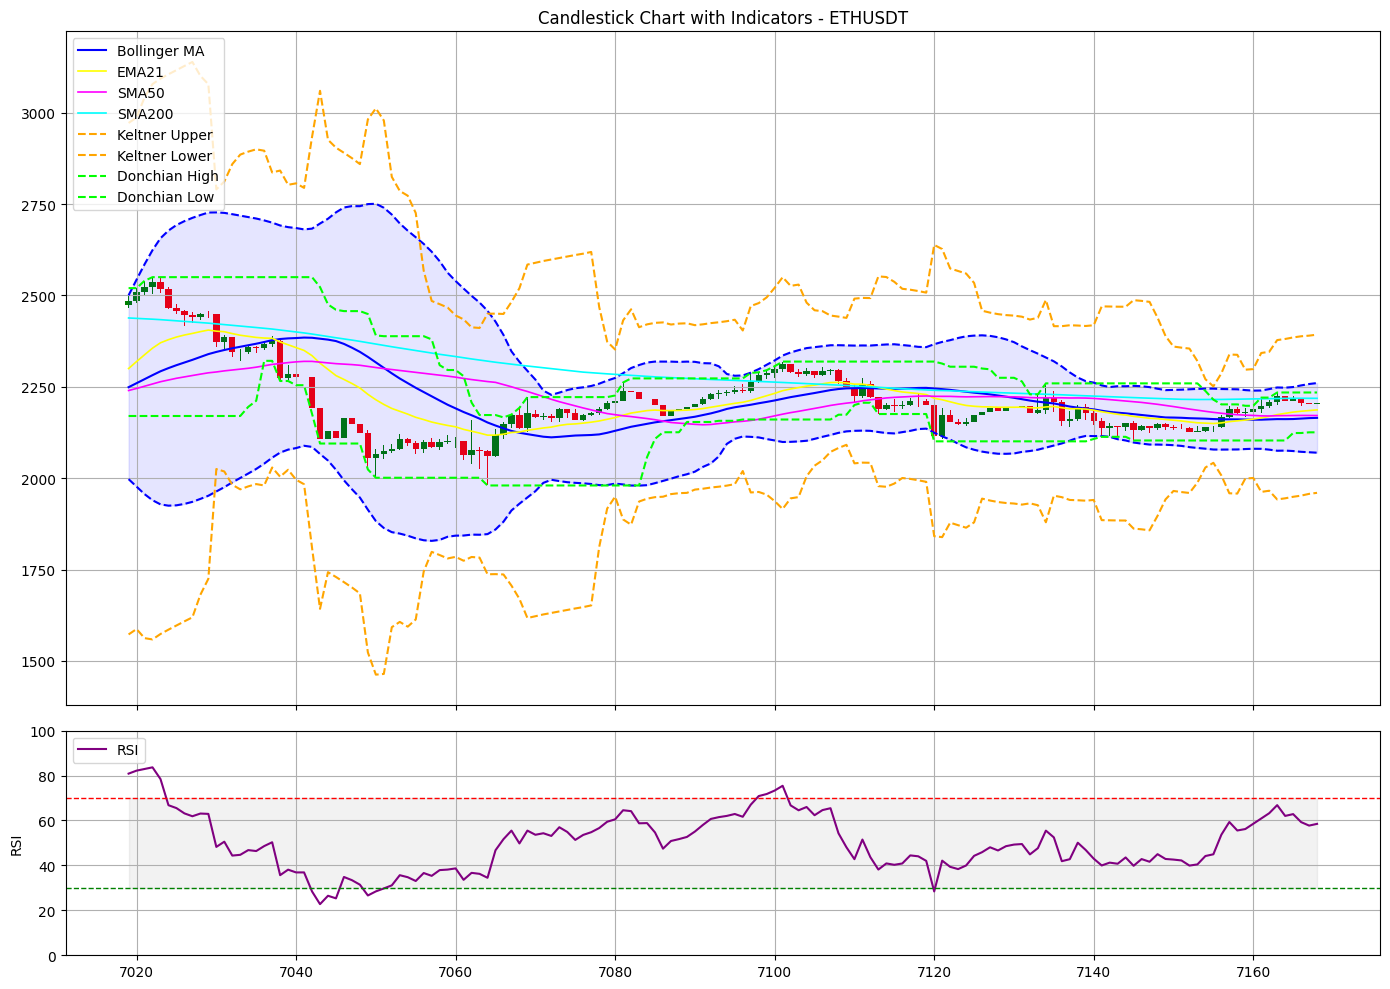 Candlestick Chart with Indicators - ETHUSDT
Bollinger MA
EMA21
SMA50
SMA200
Keltner Upper
Keltner Lower
Donchian High
Donchian Low
3000
2750
2500
2250
2000
1750
1500
RSI
100
80
60
40
20
0
RSI
7020
7040
7060
7080
7100
7120
7140
7160